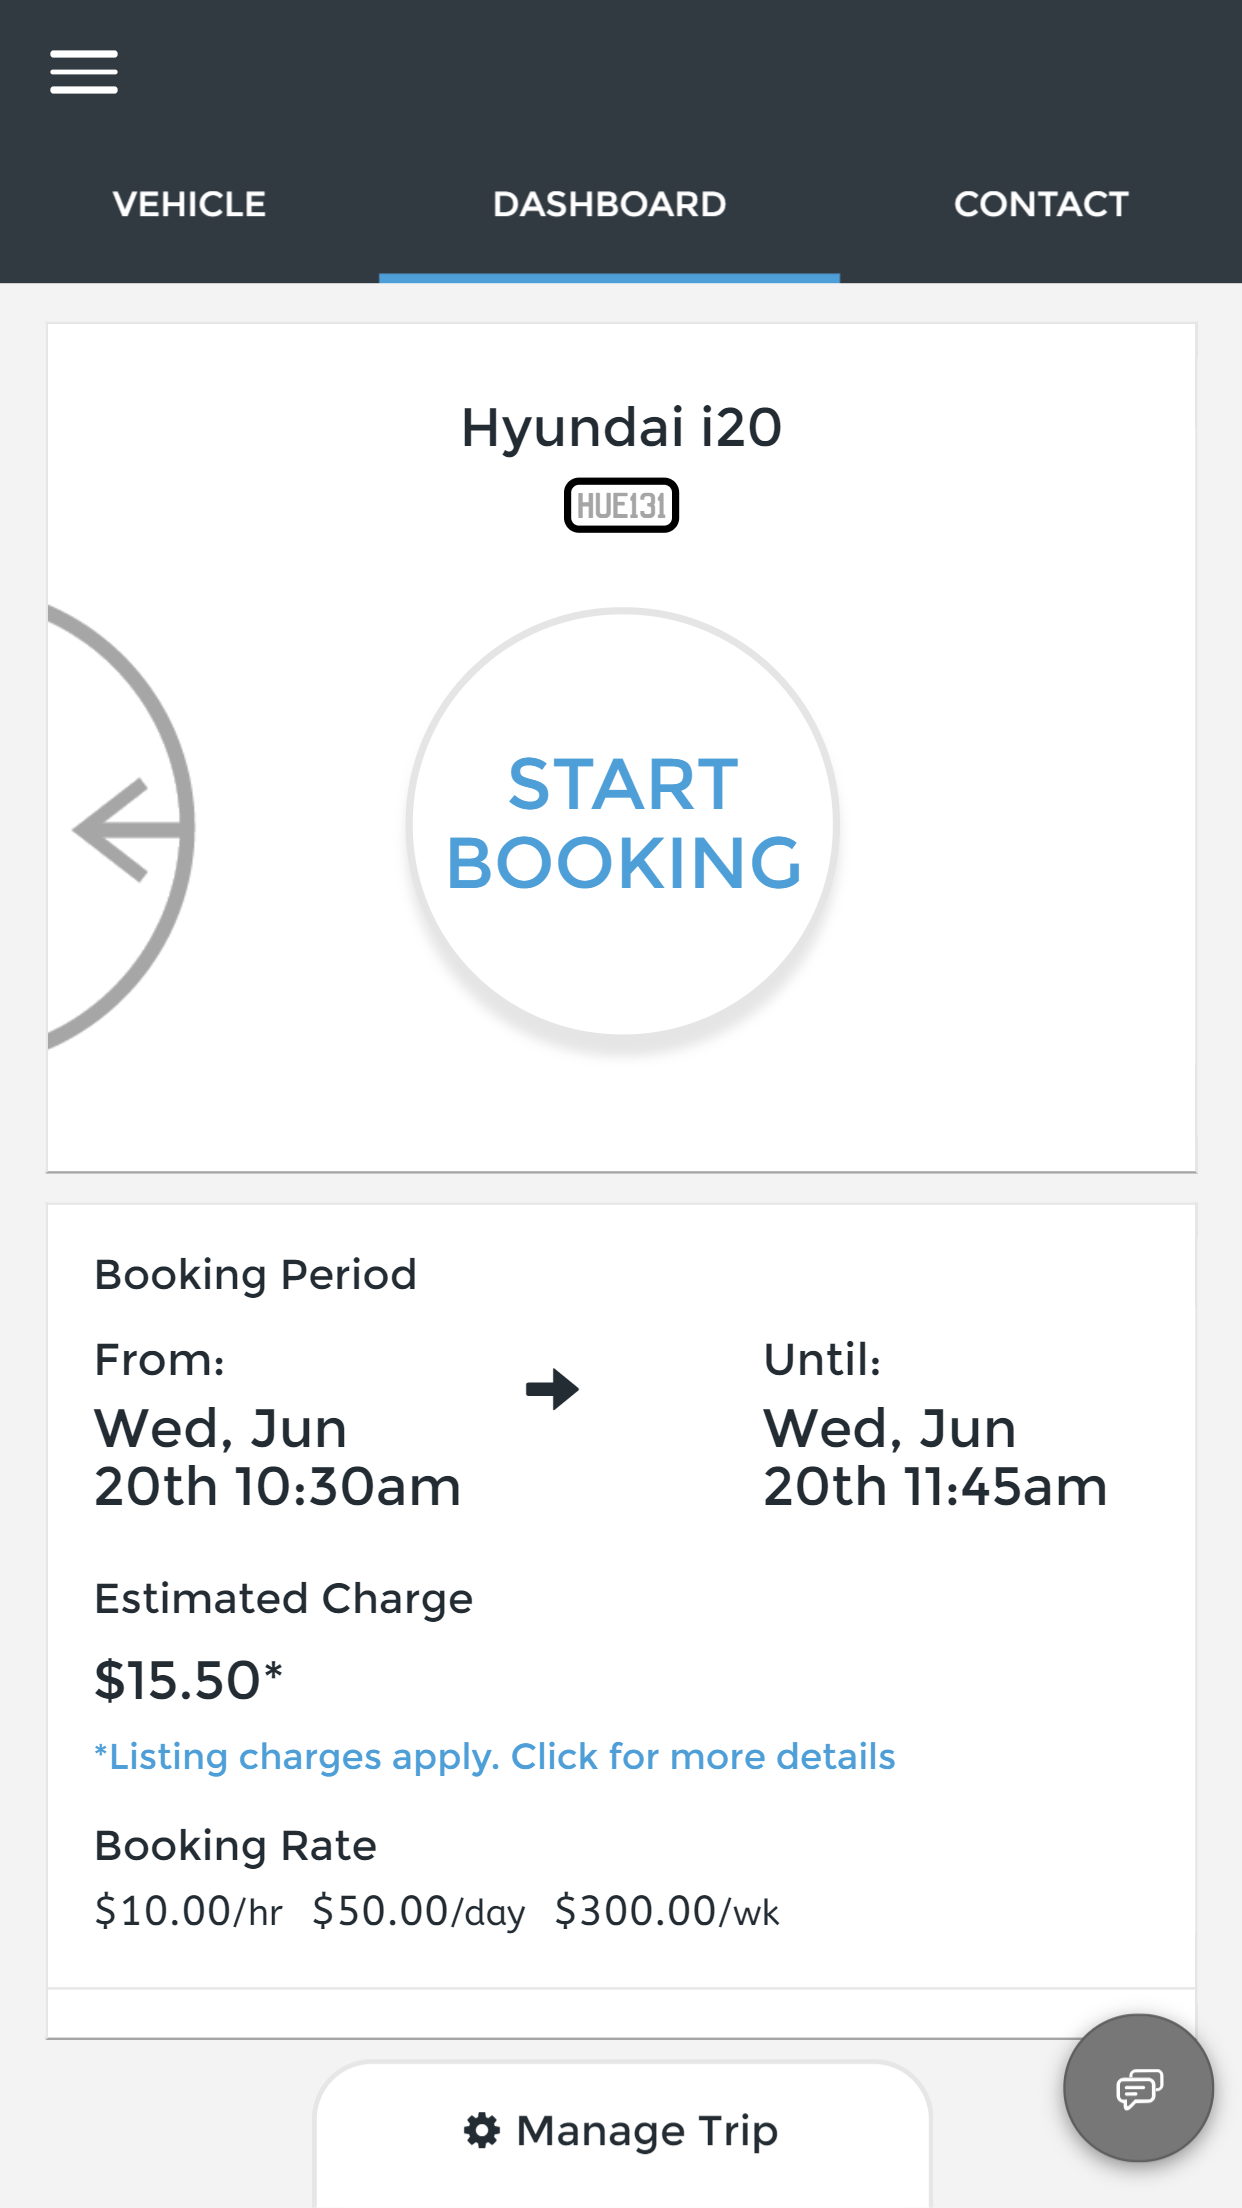 VEHICLE
DASHBOARD
CONTACT
Hyundai i20
HUE131
START
BOOKING
Booking Period
From:
Wed, Jun
20th 10:30am
Until:
Wed, Jun
20th 11:45am
Estimated Charge
$15.50*
*Listing charges apply. Click for more details
Booking Rate
$10.00/hr $50.00/day $300.00/wk
Manage Trip